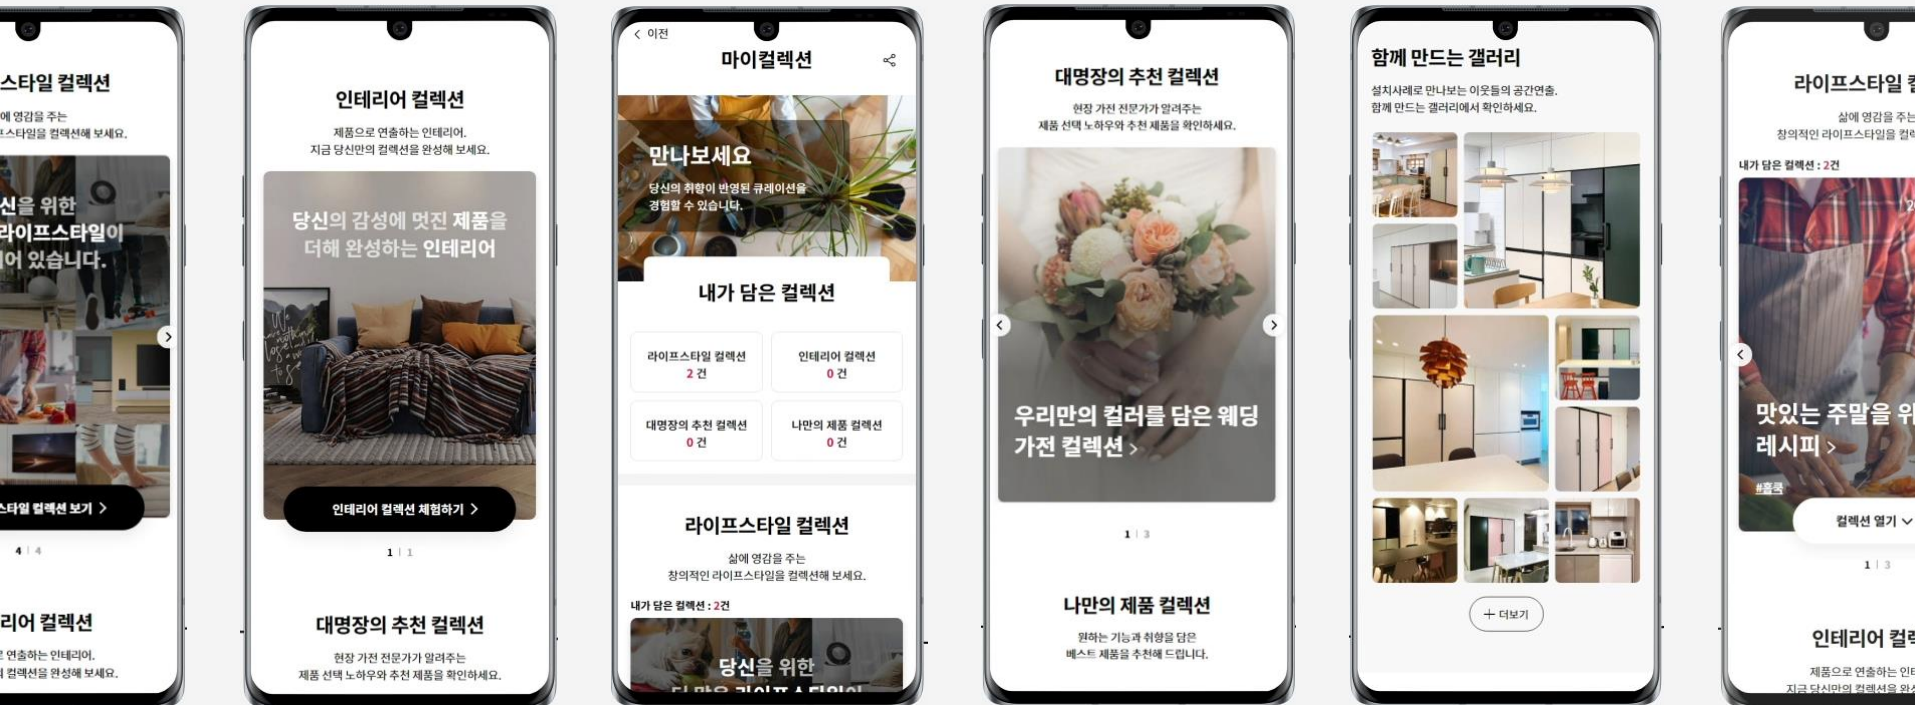 스타일 컬렉션
에 영감을 주는
프스타일을 컬렉션해 보세요.
신을 위한
라이프스타일이
어 있습니다.
스타일 컬렉션 보기 >
4 | 4
리어 컬렉션
연출하는 인테리어.
컬렉션을 완성해 보세요.
인테리어 컬렉션
제품으로 연출하는 인테리어.
지금 당신만의 컬렉션을 완성해 보세요.
당신의 감성에 멋진 제품을
더해 완성하는 인테리어
인테리어 컬렉션 체험하기 >
1 | 1
대명장의 추천 컬렉션
현장 가전 전문가가 알려주는
제품 선택 노하우와 추천 제품을 확인하세요.
< 이전
마이컬렉션
만나보세요
당신의 취향이 반영된 큐레이션을
경험할 수 있습니다.
내가 담은 컬렉션
라이프스타일 컬렉션
2 건
인테리어 컬렉션
0 건
대명장의 추천 컬렉션
0 건
나만의 제품 컬렉션
0 건
라이프스타일 컬렉션
삶에 영감을 주는
창의적인 라이프스타일을 컬렉션해 보세요.
내가 담은 컬렉션 : 2건
당신을 위한
더 많은 라이프스타일이
대명장의 추천 컬렉션
현장 가전 전문가가 알려주는
제품 선택 노하우와 추천 제품을 확인하세요.
우리만의 컬러를 담은 웨딩
가전 컬렉션 >
1 | 3
나만의 제품 컬렉션
원하는 기능과 취향을 담은
베스트 제품을 추천해 드립니다.
함께 만드는 갤러리
설치사례로 만나보는 이웃들의 공간연출.
함께 만드는 갤러리에서 확인하세요.
+ 더보기
라이프스타일
삶에 영감을 주는
창의적인 라이프스타일을
내가 담은 컬렉션 : 2건
맛있는 주말을 위
레시피 >
#홈쿡
컬렉션 열기
1 | 3
인테리어
제품으로 연출하는
지금 당신만의 컬렉션을